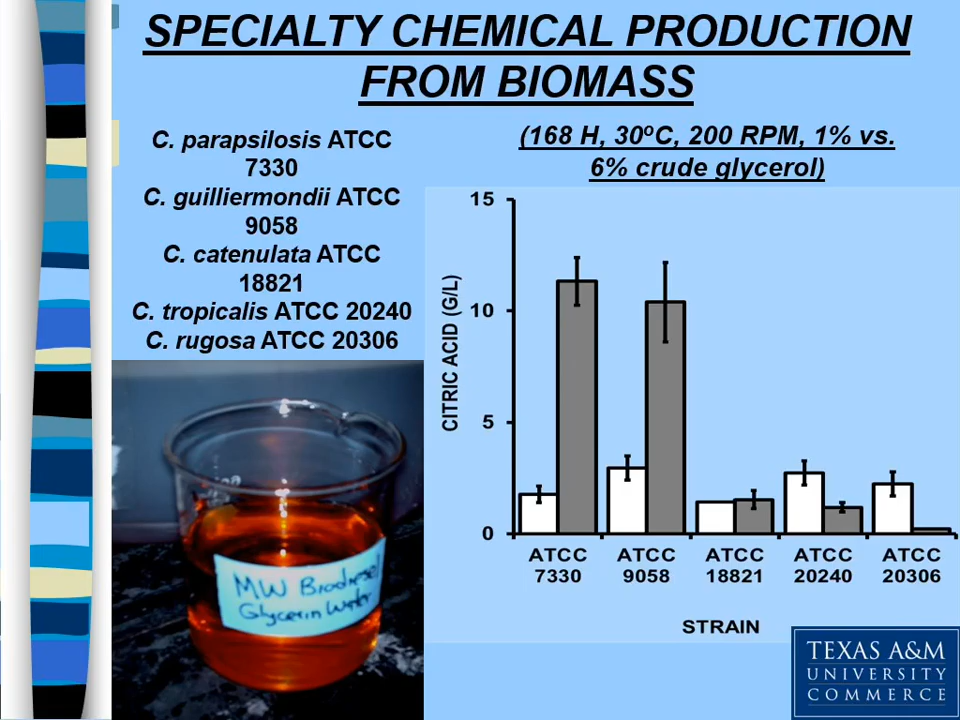 SPECIALTY CHEMICAL PRODUCTION
FROM BIOMASS
C. parapsilosis ATCC
7330
C. guilliermondii ATCC
9058
C. catenulata ATCC
18821
C. tropicalis ATCC 20240
C. rugosa ATCC 20306
(168 H, 30ºC, 200 RPM, 1% vs.
6% crude glycerol)
15
10
5
0
CITRIC ACID (G/L)
ATCC ATCC ATCC ATCC ATCC
7330 9058 18821 20240 20306
STRAIN
MW Biodiesel
Glycerin Water
TEXAS A&M
UNIVERSITY
COMMERCE